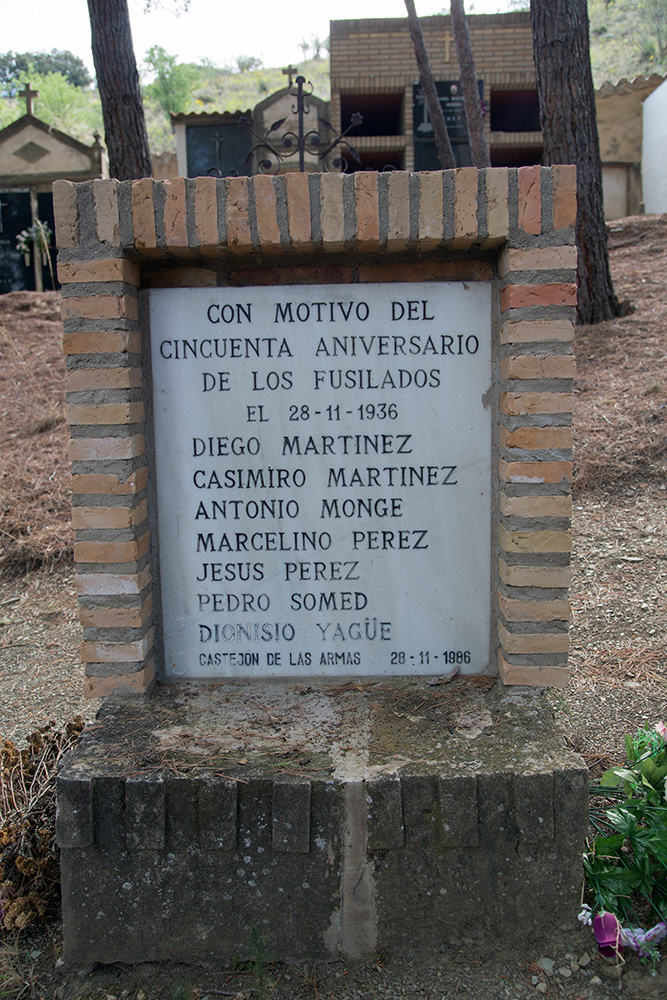 CON MOTIVO DEL
CINCUENTA ANIVERSARIO
DE LOS FUSILADOS
EL 28-11-1936
DIEGO MARTINEZ
CASIMIRO MARTINEZ
ANTONIO MONGE
MARCELINO PEREZ
JESUS PEREZ
PEDRO SOMED
DIONISIO YAGÜE
CASTEJON DE LAS ARMAS 28-11-1986